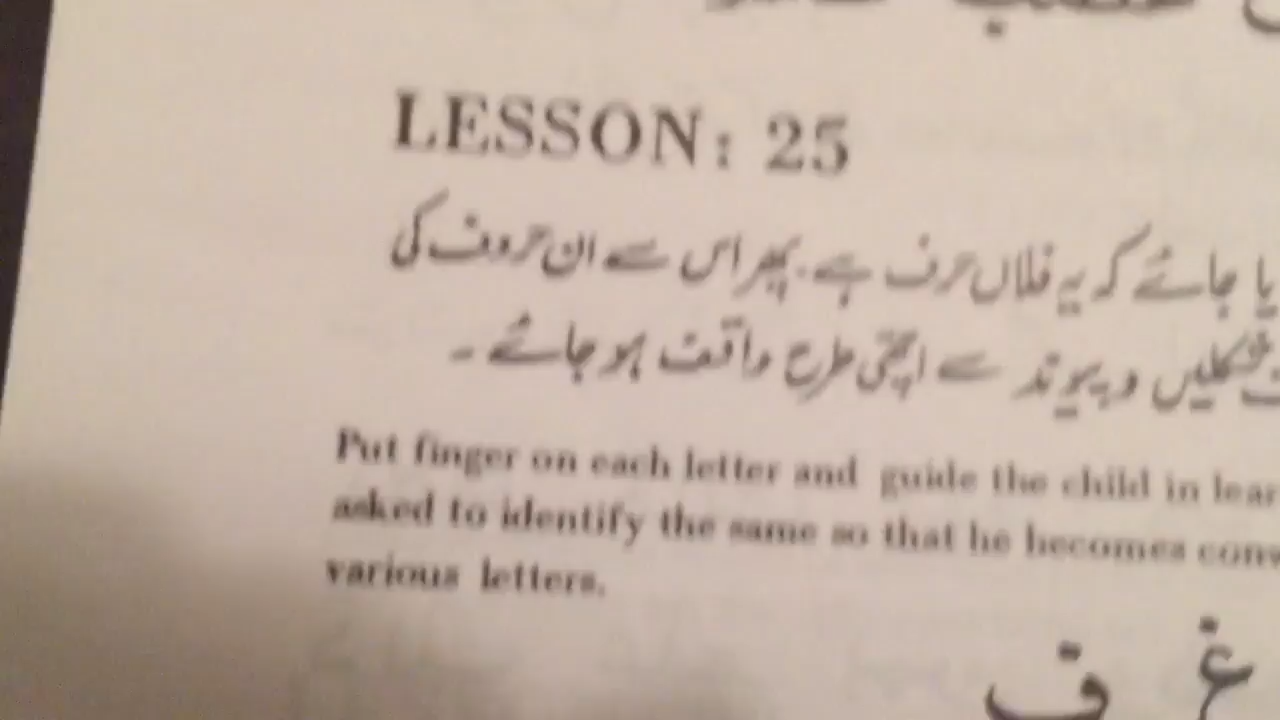 LESSON: 25
یا جائے کہ یہ فلاں حرف ہے۔ پھر اس سے ان حروف کی
شکلیں و پیوند سے اچھی طرح واقف ہو جائے ۔
Put finger on each letter and guide the child in lear
asked to identify the same so that he becomes conv
various letters.
غ ف